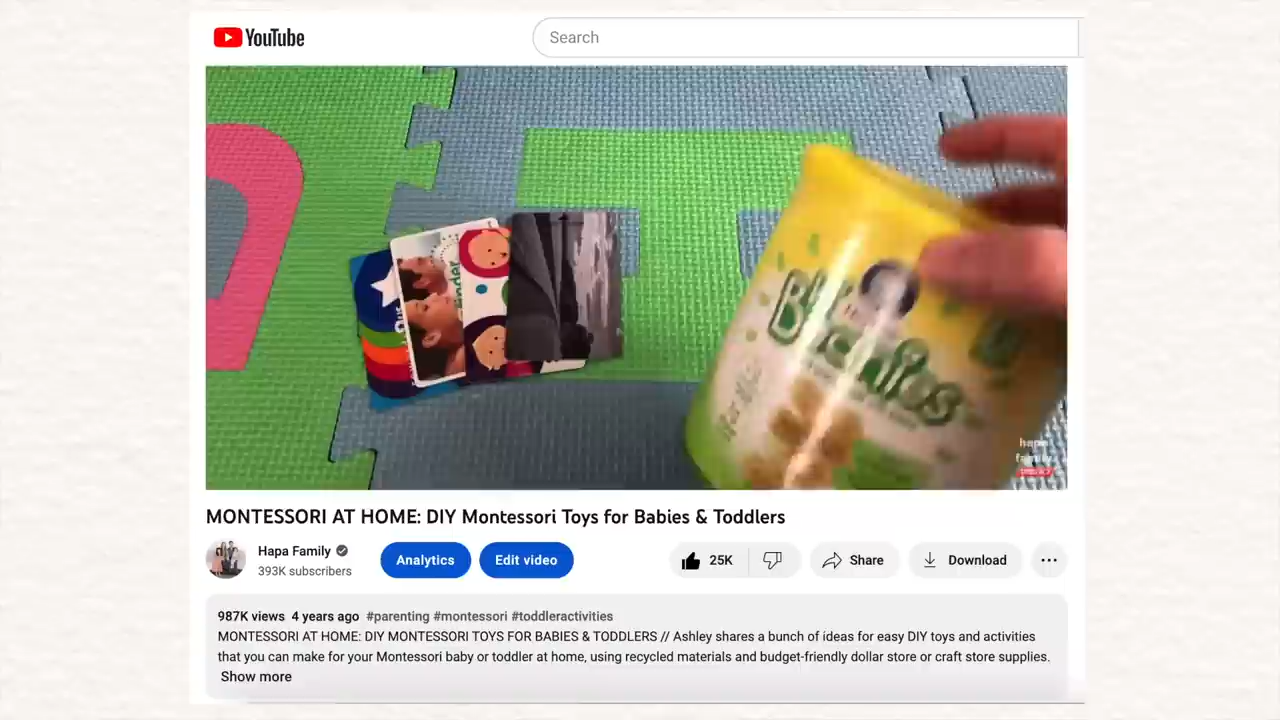 YouTube
Search
hapa
family
MONTESSORI AT HOME: DIY Montessori Toys for Babies & Toddlers
Hapa Family
393K subscribers
Analytics
Edit video
25K
Share
Download
987K views 4 years ago #parenting #montessori #toddleractivities
MONTESSORI AT HOME: DIY MONTESSORI TOYS FOR BABIES & TODDLERS // Ashley shares a bunch of ideas for easy DIY toys and activities
that you can make for your Montessori baby or toddler at home, using recycled materials and budget-friendly dollar store or craft store supplies.
Show more